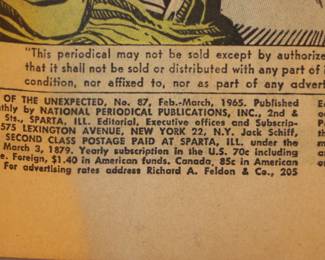 "This periodical may not be sold except by authorize
that it shall not be sold or distributed with any part of
condition, nor affixed to, nor as part of any advert
OF THE UNEXPECTED, No. 87, Feb.-March, 1965. Published
thly by NATIONAL PERIODICAL PUBLICATIONS, INC., 2nd &
Sts., SPARTA, ILL. Editorial, Executive offices and Subscrip-
575 LEXINGTON AVENUE, NEW YORK 22, N.Y. Jack Schiff,
SECOND CLASS POSTAGE PAID AT SPARTA, ILL. under the
March 3, 1879. Yearly subscription in the U.S. 70c including
e. Foreign, $1.40 in American funds. Canada, 85c in American
For advertising rates address Richard A. Feldon & Co., 205